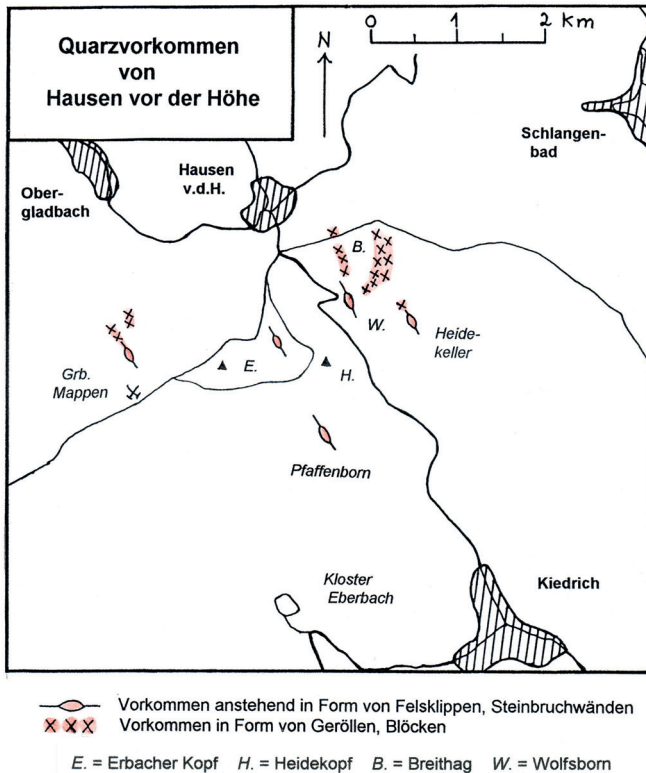 Quarzvorkommen
von
Hausen vor der Höhe
0 1 2 km
N
Schlangen-
bad
Hausen
v.d.H.
Ober-
gladbach
B.
W.
Heide-
keller
Grb.
Mappen
E.
H.
Pfaffenborn
Kloster
Eberbach
Kiedrich
Vorkommen anstehend in Form von Felsklippen, Steinbruchwänden
Vorkommen in Form von Geröllen, Blöcken
E. = Erbacher Kopf H. = Heidekopf B. = Breithag W. = Wolfsborn